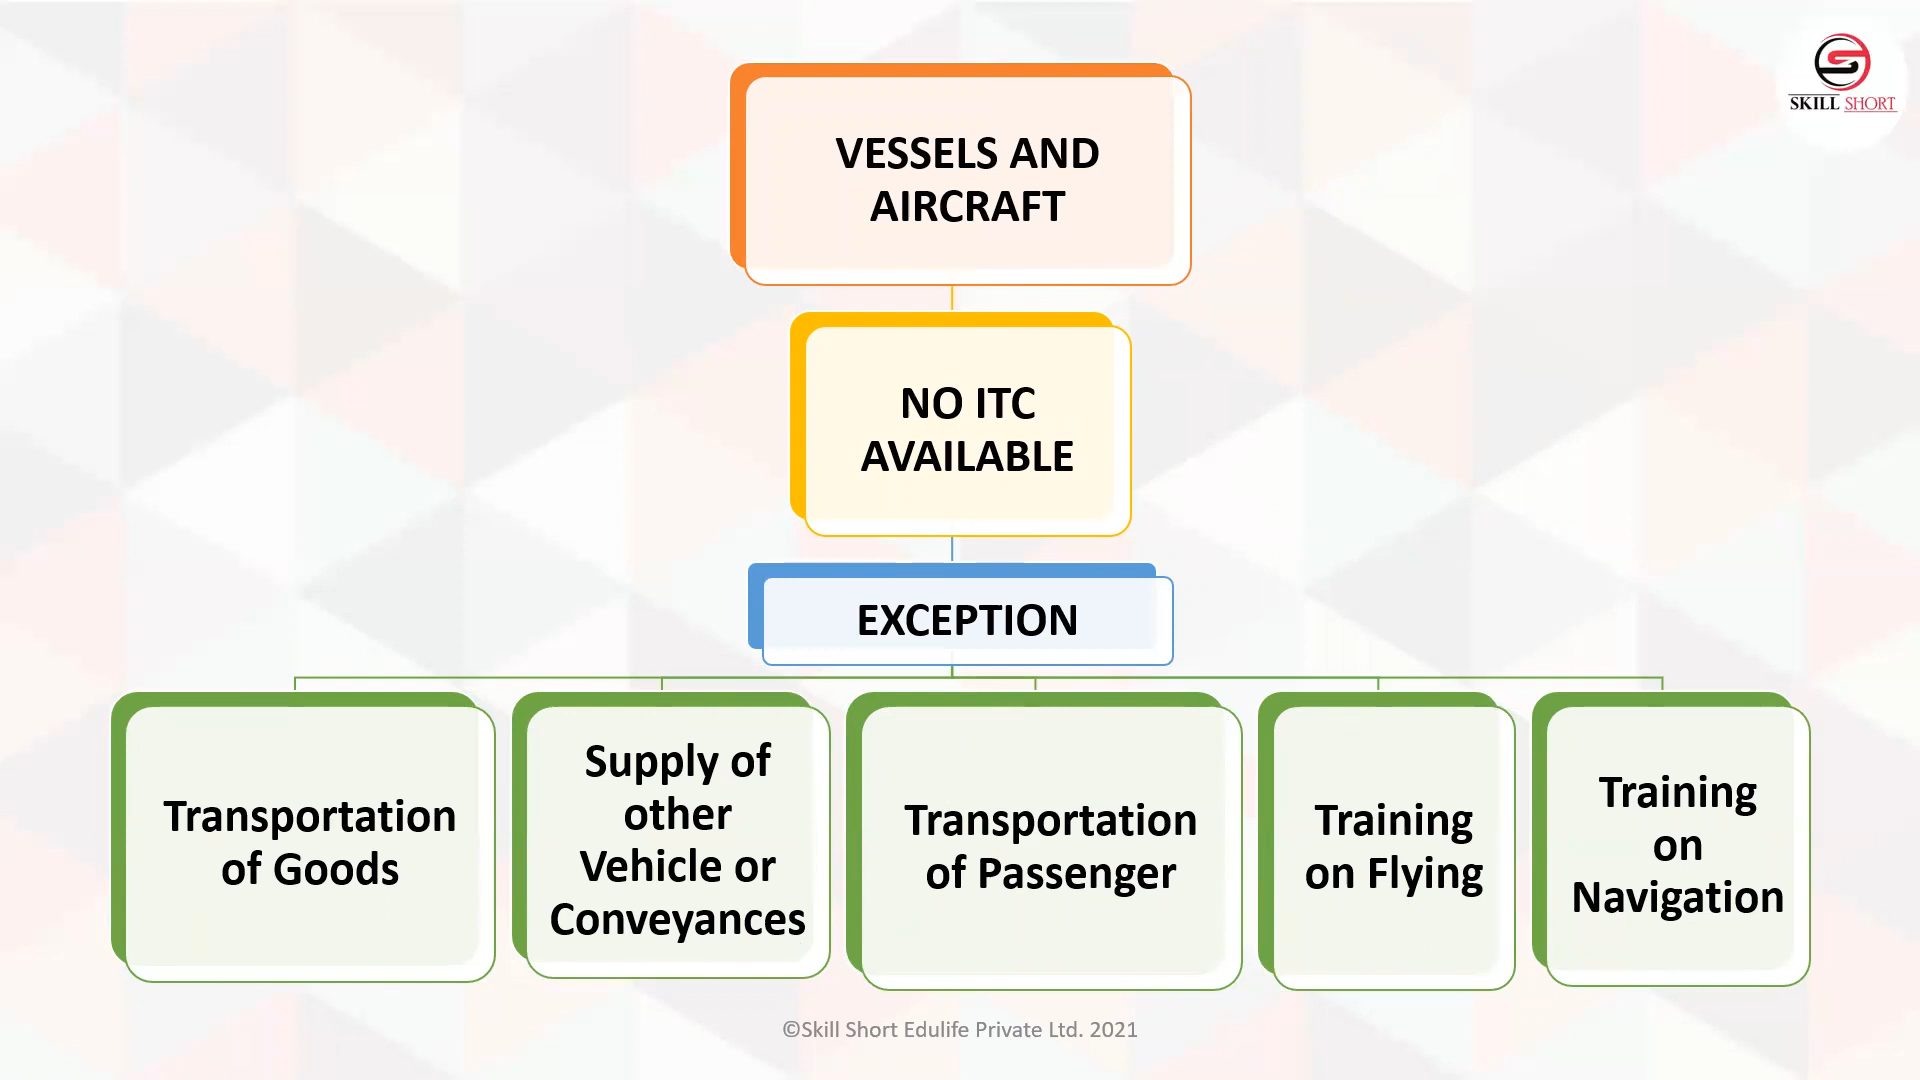 SKILL SHORT
VESSELS AND
AIRCRAFT
NO ITC
AVAILABLE
EXCEPTION
Transportation
of Goods
Supply of
other
Vehicle or
Conveyances
Transportation
of Passenger
Training
on Flying
Training
on
Navigation
©Skill Short Edulife Private Ltd. 2021